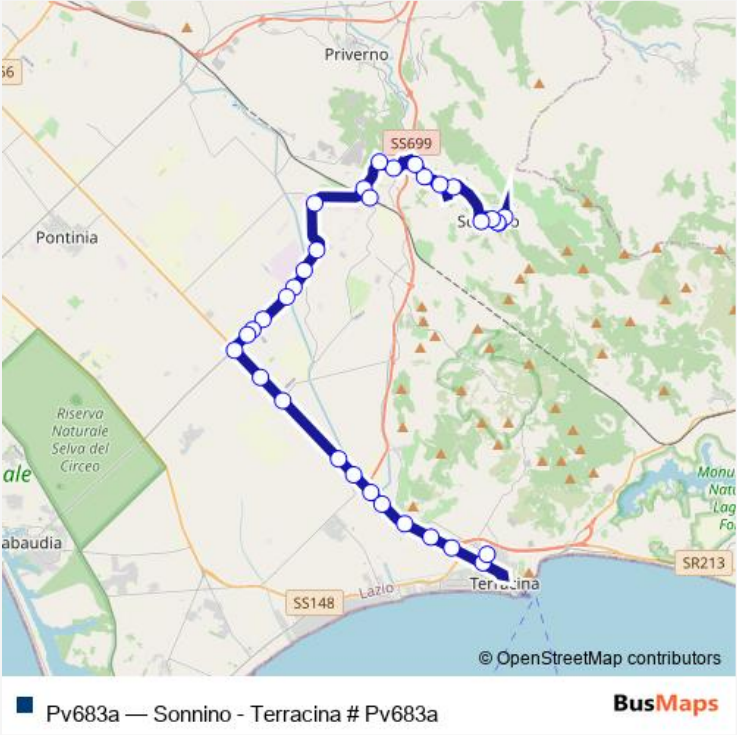 Priverno
56
SS699
Pontinia
Riserva
Naturale
Selva del
Circeo
ale
abaudia
Monu
Natu
Lag
Fo
SR213
Lazio
Terracina
SS148
© OpenStreetMap contributors
Pv683a — Sonnino - Terracina # Pv683a
BusMaps